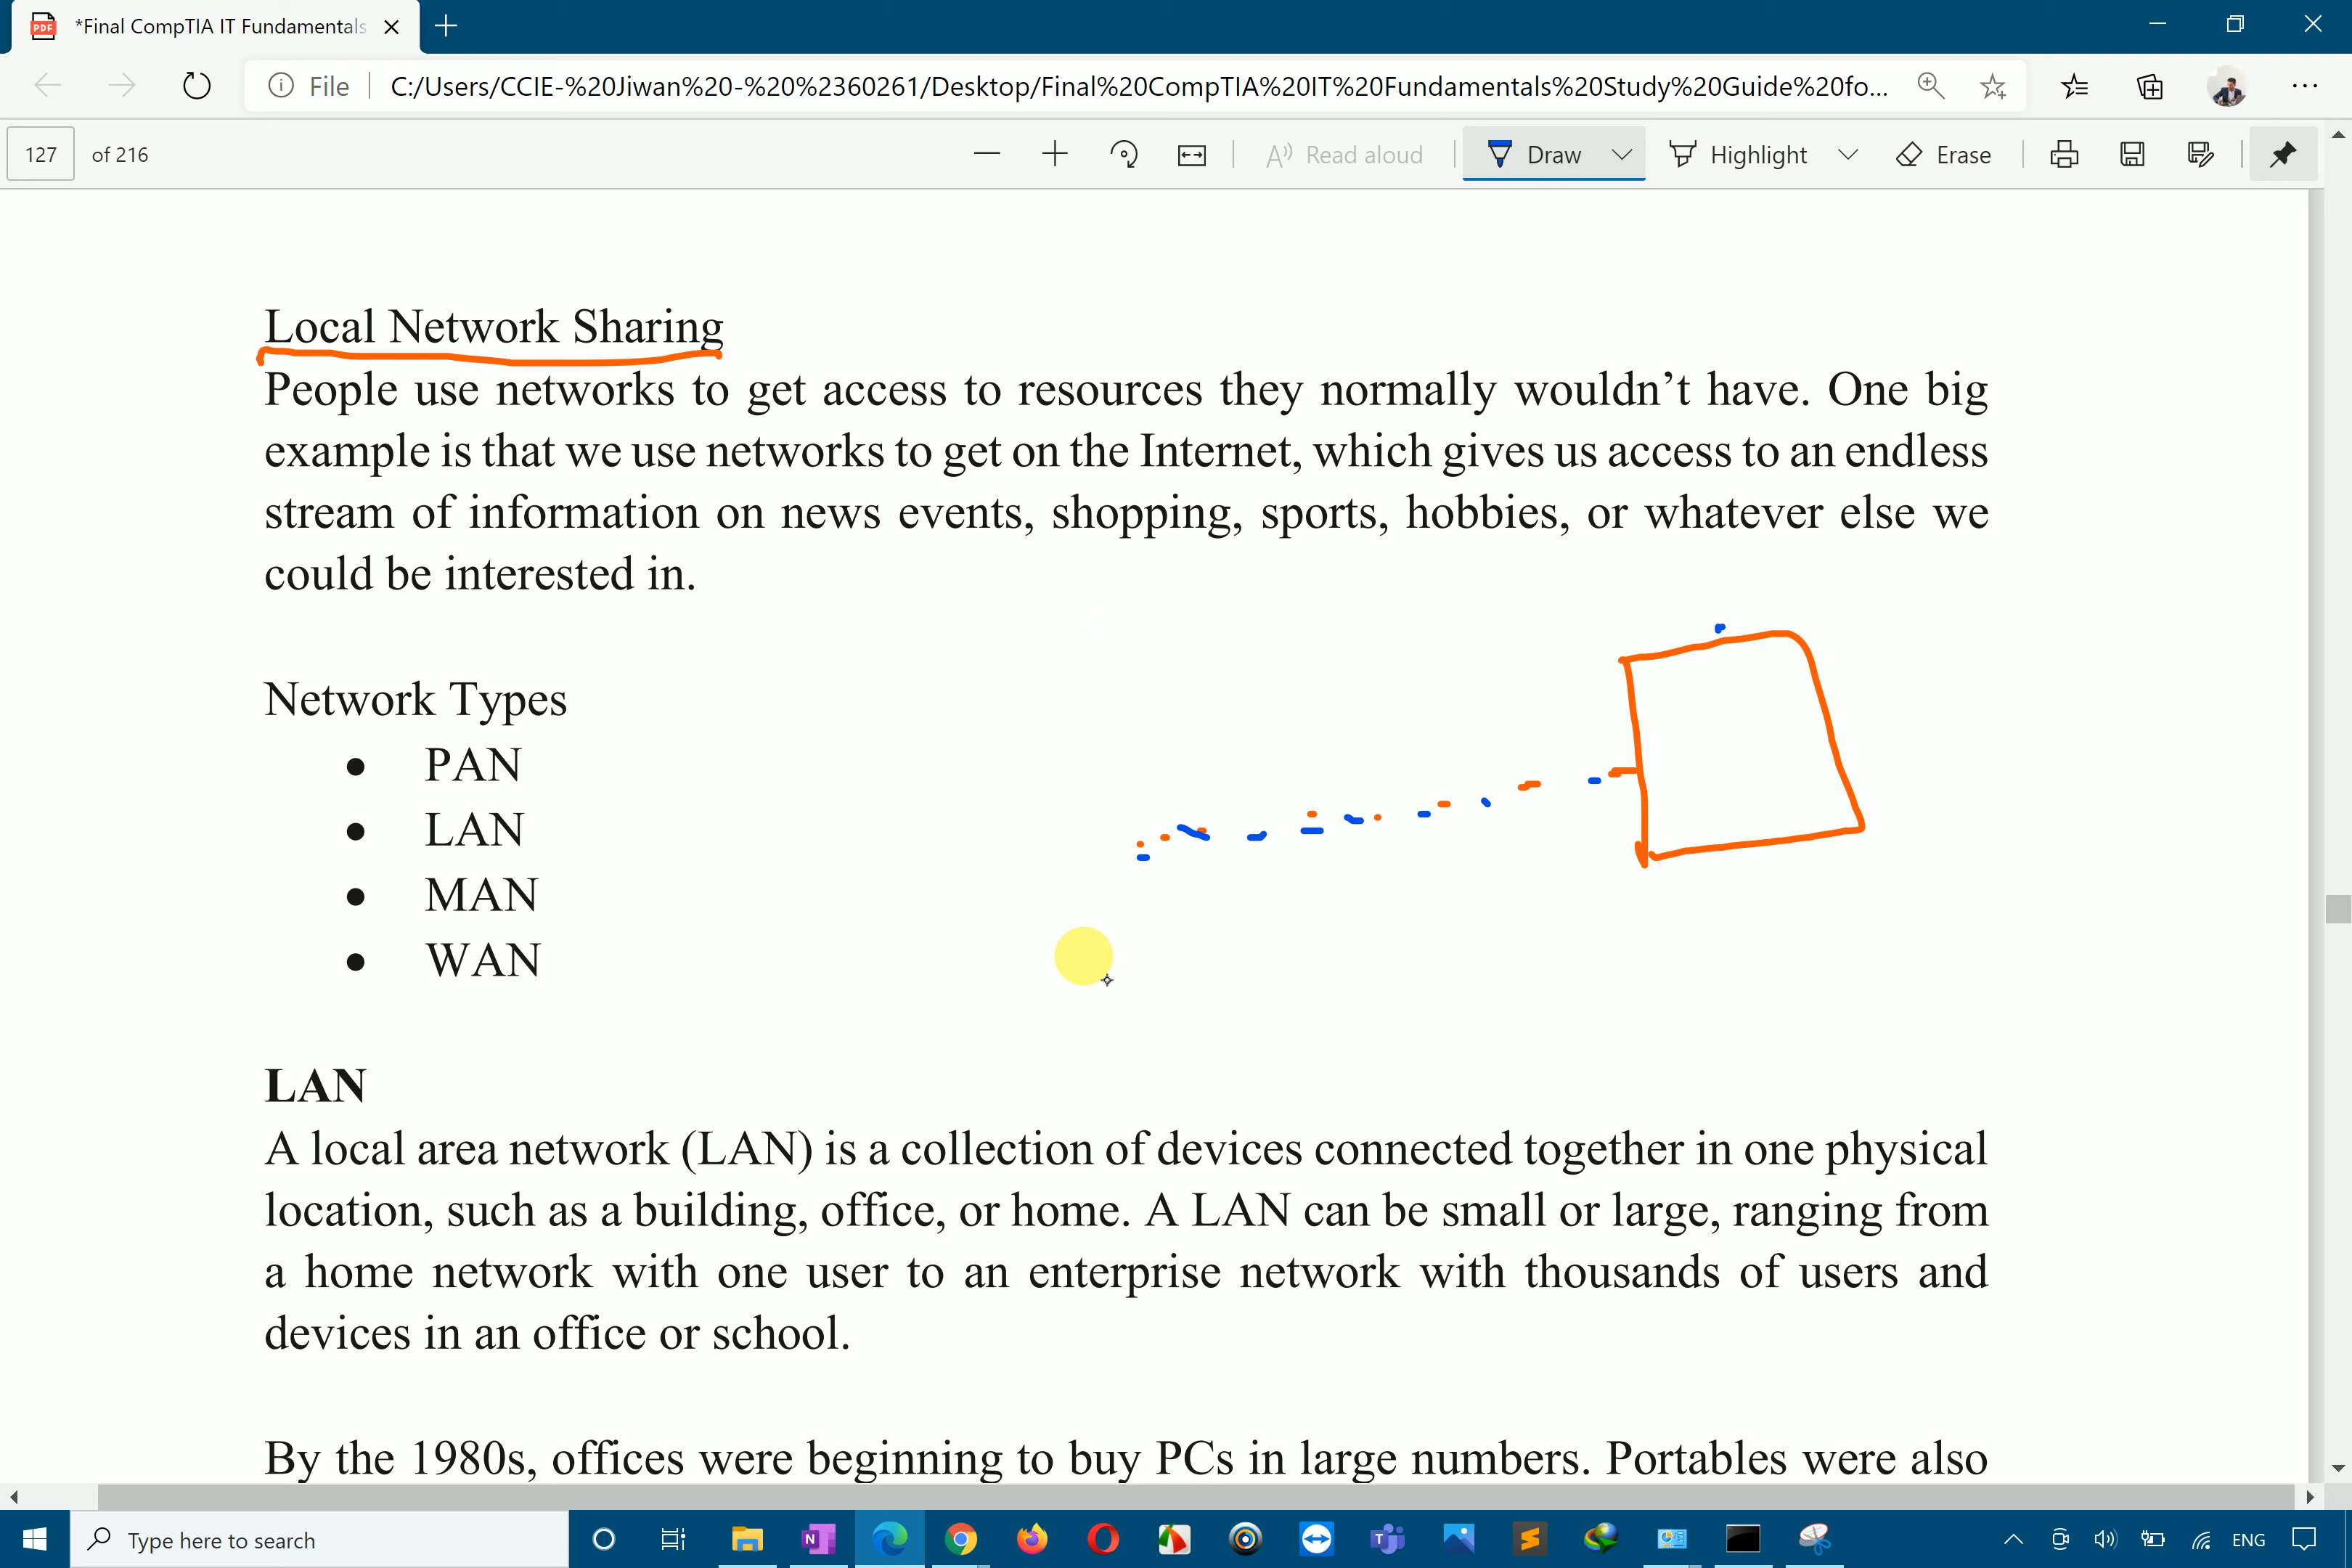 *Final CompTIA IT Fundamentals
File
C:/Users/CCIE-%20Jiwan%20-%20%2360261/Desktop/Final%20CompTIA%20IT%20Fundamentals%20Study%20Guide%20fo...
127 of 216
Read aloud
Draw
Highlight
Erase
Local Network Sharing
People use networks to get access to resources they normally wouldn’t have. One big
example is that we use networks to get on the Internet, which gives us access to an endless
stream of information on news events, shopping, sports, hobbies, or whatever else we
could be interested in.
Network Types
• PAN
• LAN
• MAN
• WAN
LAN
A local area network (LAN) is a collection of devices connected together in one physical
location, such as a building, office, or home. A LAN can be small or large, ranging from
a home network with one user to an enterprise network with thousands of users and
devices in an office or school.
By the 1980s, offices were beginning to buy PCs in large numbers. Portables were also
Type here to search
ENG